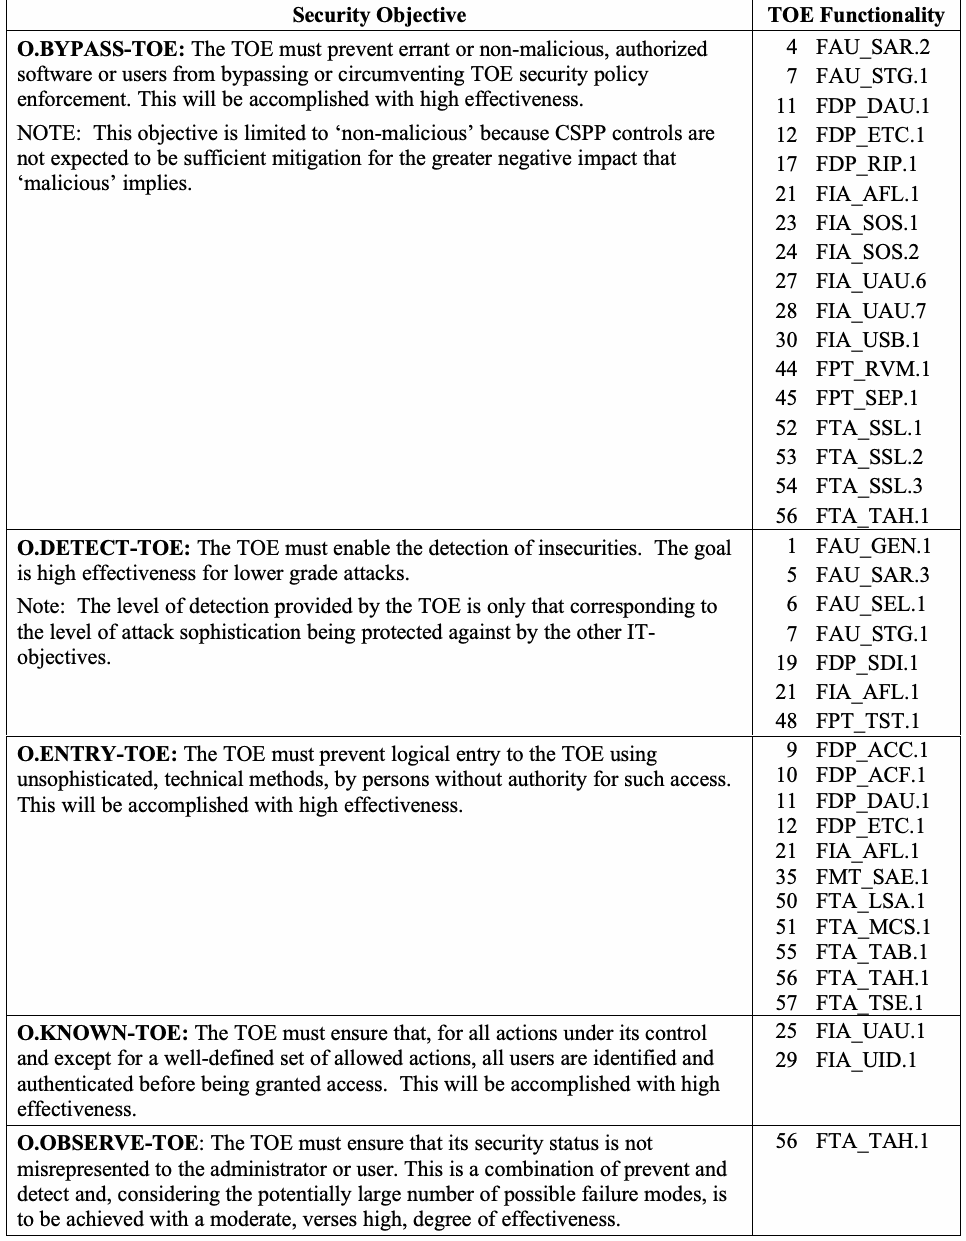 Security Objective TOE Functionality
O.BYPASS-TOE: The TOE must prevent errant or non-malicious, authorized
software or users from bypassing or circumventing TOE security policy
enforcement. This will be accomplished with high effectiveness.
NOTE: This objective is limited to ‘non-malicious’ because CSPP controls are
not expected to be sufficient mitigation for the greater negative impact that
‘malicious’ implies.
4 FAU_SAR.2
7 FAU_STG.1
11 FDP_DAU.1
12 FDP_ETC.1
17 FDP_RIP.1
21 FIA_AFL.1
23 FIA_SOS.1
24 FIA_SOS.2
27 FIA_UAU.6
28 FIA_UAU.7
30 FIA_USB.1
44 FPT_RVM.1
45 FPT_SEP.1
52 FTA_SSL.1
53 FTA_SSL.2
54 FTA_SSL.3
56 FTA_TAH.1
O.DETECT-TOE: The TOE must enable the detection of insecurities. The goal
is high effectiveness for lower grade attacks.
Note: The level of detection provided by the TOE is only that corresponding to
the level of attack sophistication being protected against by the other IT-
objectives.
1 FAU_GEN.1
5 FAU_SAR.3
6 FAU_SEL.1
7 FAU_STG.1
19 FDP_SDI.1
21 FIA_AFL.1
48 FPT_TST.1
O.ENTRY-TOE: The TOE must prevent logical entry to the TOE using
unsophisticated, technical methods, by persons without authority for such access.
This will be accomplished with high effectiveness.
9 FDP_ACC.1
10 FDP_ACF.1
11 FDP_DAU.1
12 FDP_ETC.1
21 FIA_AFL.1
35 FMT_SAE.1
50 FTA_LSA.1
51 FTA_MCS.1
55 FTA_TAB.1
56 FTA_TAH.1
57 FTA_TSE.1
O.KNOWN-TOE: The TOE must ensure that, for all actions under its control
and except for a well-defined set of allowed actions, all users are identified and
authenticated before being granted access. This will be accomplished with high
effectiveness.
25 FIA_UAU.1
29 FIA_UID.1
O.OBSERVE-TOE: The TOE must ensure that its security status is not
misrepresented to the administrator or user. This is a combination of prevent and
detect and, considering the potentially large number of possible failure modes, is
to be achieved with a moderate, verses high, degree of effectiveness.
56 FTA_TAH.1